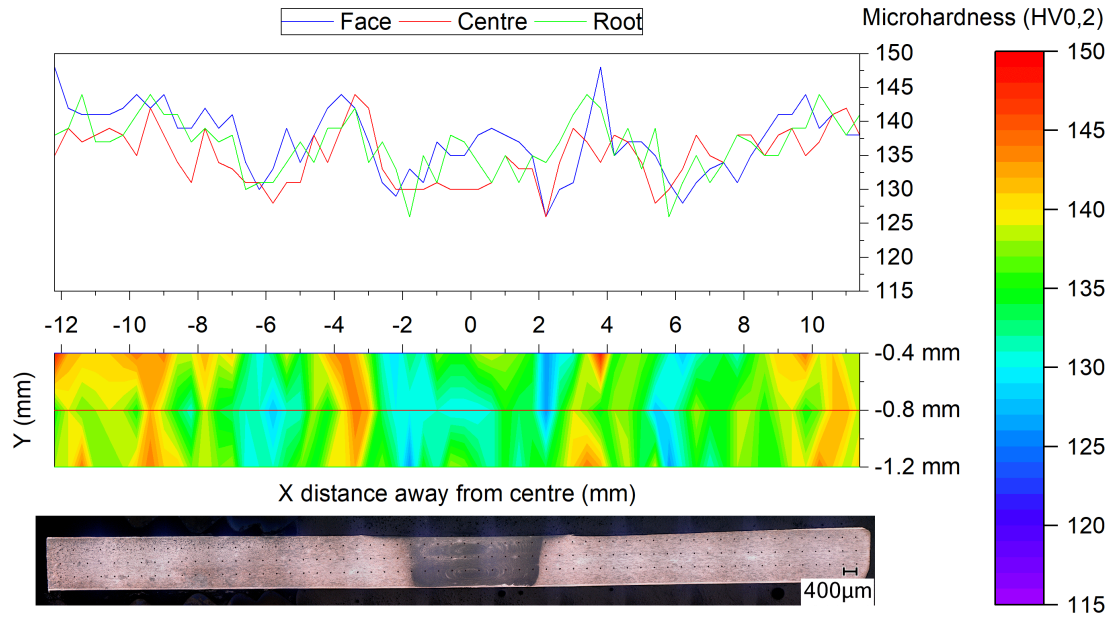 Face Centre Root
Microhardness (HV0,2)
150
145
140
135
130
125
120
115
-12 -10 -8 -6 -4 -2 0 2 4 6 8 10
150
145
140
135
130
125
120
115
Y (mm)
-0.4 mm
-0.8 mm
-1.2 mm
X distance away from centre (mm)
400µm